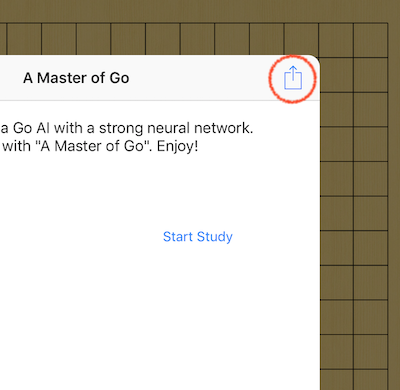 A Master of Go
a Go AI with a strong neural network.
with "A Master of Go". Enjoy!
Start Study